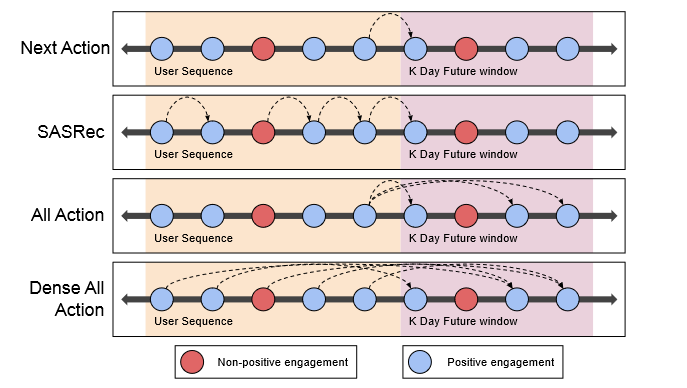 Next Action
User Sequence
K Day Future window
SASRec
User Sequence
K Day Future window
All Action
User Sequence
K Day Future window
Dense All
Action
User Sequence
K Day Future window
Non-positive engagement
Positive engagement